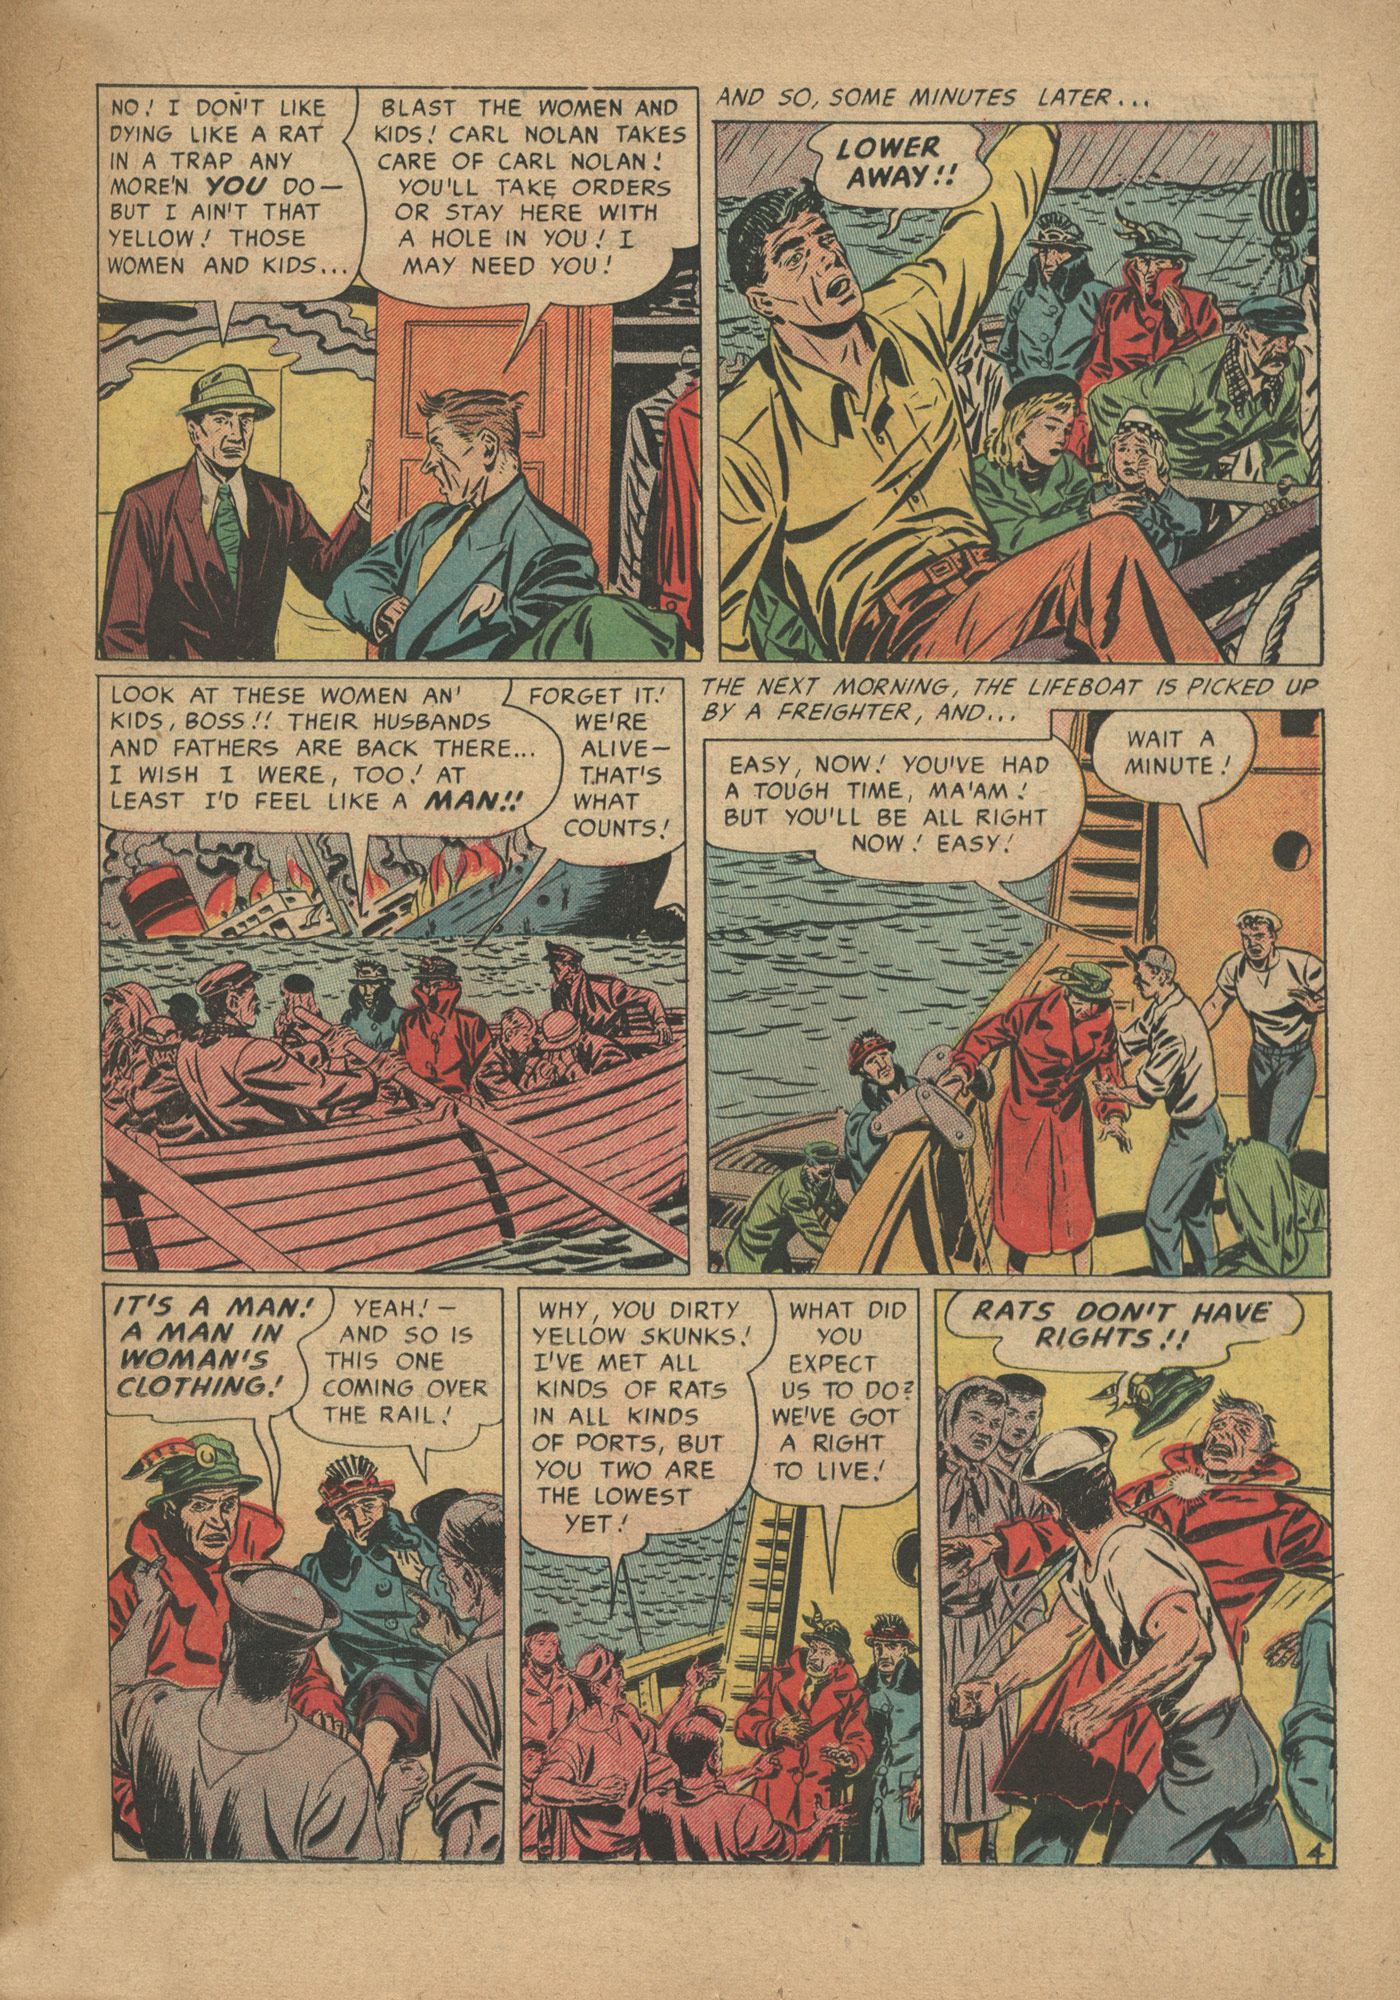 NO! I DON'T LIKE
DYING LIKE A RAT
IN A TRAP ANY
MORE'N YOU DO—
BUT I AIN'T THAT
YELLOW! THOSE
WOMEN AND KIDS...
BLAST THE WOMEN AND
KIDS! CARL NOLAN TAKES
CARE OF CARL NOLAN!
YOU'LL TAKE ORDERS
OR STAY HERE WITH
A HOLE IN YOU! I
MAY NEED YOU!
AND SO, SOME MINUTES LATER...
LOWER
AWAY!!
LOOK AT THESE WOMEN AN'
KIDS, BOSS!! THEIR HUSBANDS
AND FATHERS ARE BACK THERE...
I WISH I WERE, TOO! AT
LEAST I'D FEEL LIKE A MAN!!
FORGET IT!
WE'RE
ALIVE—
THAT'S
WHAT
COUNTS!
THE NEXT MORNING, THE LIFEBOAT IS PICKED UP
BY A FREIGHTER, AND...
EASY, NOW! YOU'VE HAD
A TOUGH TIME, MA'AM!
BUT YOU'LL BE ALL RIGHT
NOW! EASY!
WAIT A
MINUTE!
IT'S A MAN!
A MAN IN
WOMAN'S
CLOTHING!
YEAH!—
AND SO IS
THIS ONE
COMING OVER
THE RAIL!
WHY, YOU DIRTY
YELLOW SKUNKS!
I'VE MET ALL
KINDS OF RATS
IN ALL KINDS
OF PORTS, BUT
YOU TWO ARE
THE LOWEST
YET!
WHAT DID
YOU
EXPECT
US TO DO?
WE'VE GOT
A RIGHT
TO LIVE!
RATS DON'T HAVE
RIGHTS!!
4